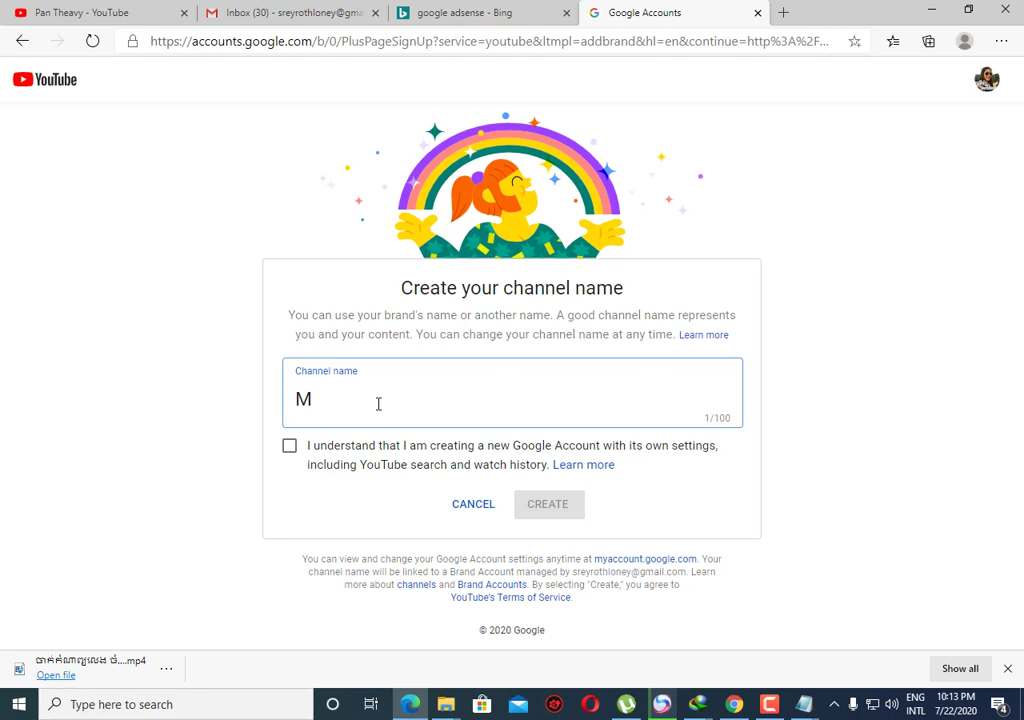 Pan Theavy - YouTube
Inbox (30) - sreyrothloney@gma
google adsense - Bing
Google Accounts
https://accounts.google.com/b/0/PlusPageSignUp?service=youtube&ltmpl=addbrand&hl=en&continue=http%3A%2F...
YouTube
Create your channel name
You can use your brand's name or another name. A good channel name represents
you and your content. You can change your channel name at any time. Learn more
Channel name
M
1/100
I understand that I am creating a new Google Account with its own settings,
including YouTube search and watch history. Learn more
CANCEL
CREATE
You can view and change your Google Account settings anytime at myaccount.google.com. Your
channel name will be linked to a Brand Account managed by sreyrothloney@gmail.com. Learn
more about channels and Brand Accounts. By selecting "Create," you agree to
YouTube's Terms of Service.
© 2020 Google
ចំ....mp4
Open file
Show all
Type here to search
ENG
INTL
10:13 PM
7/22/2020
4